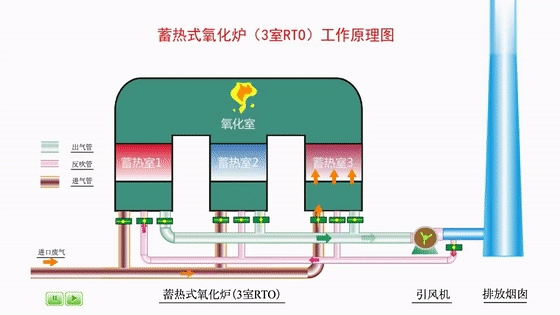 蓄热式氧化炉（3室RTO）工作原理图
氧化室
蓄热室1
蓄热室2
蓄热室3
出气管
反吹管
进气管
进口废气
蓄热式氧化炉(3室RTO)
引风机
排放烟囱